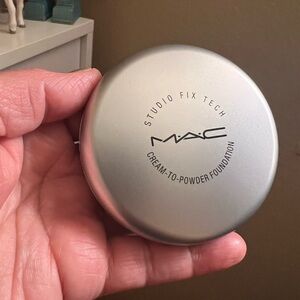 STUDIO FIX TECH
M·A·C
CREAM-TO-POWDER FOUNDATION